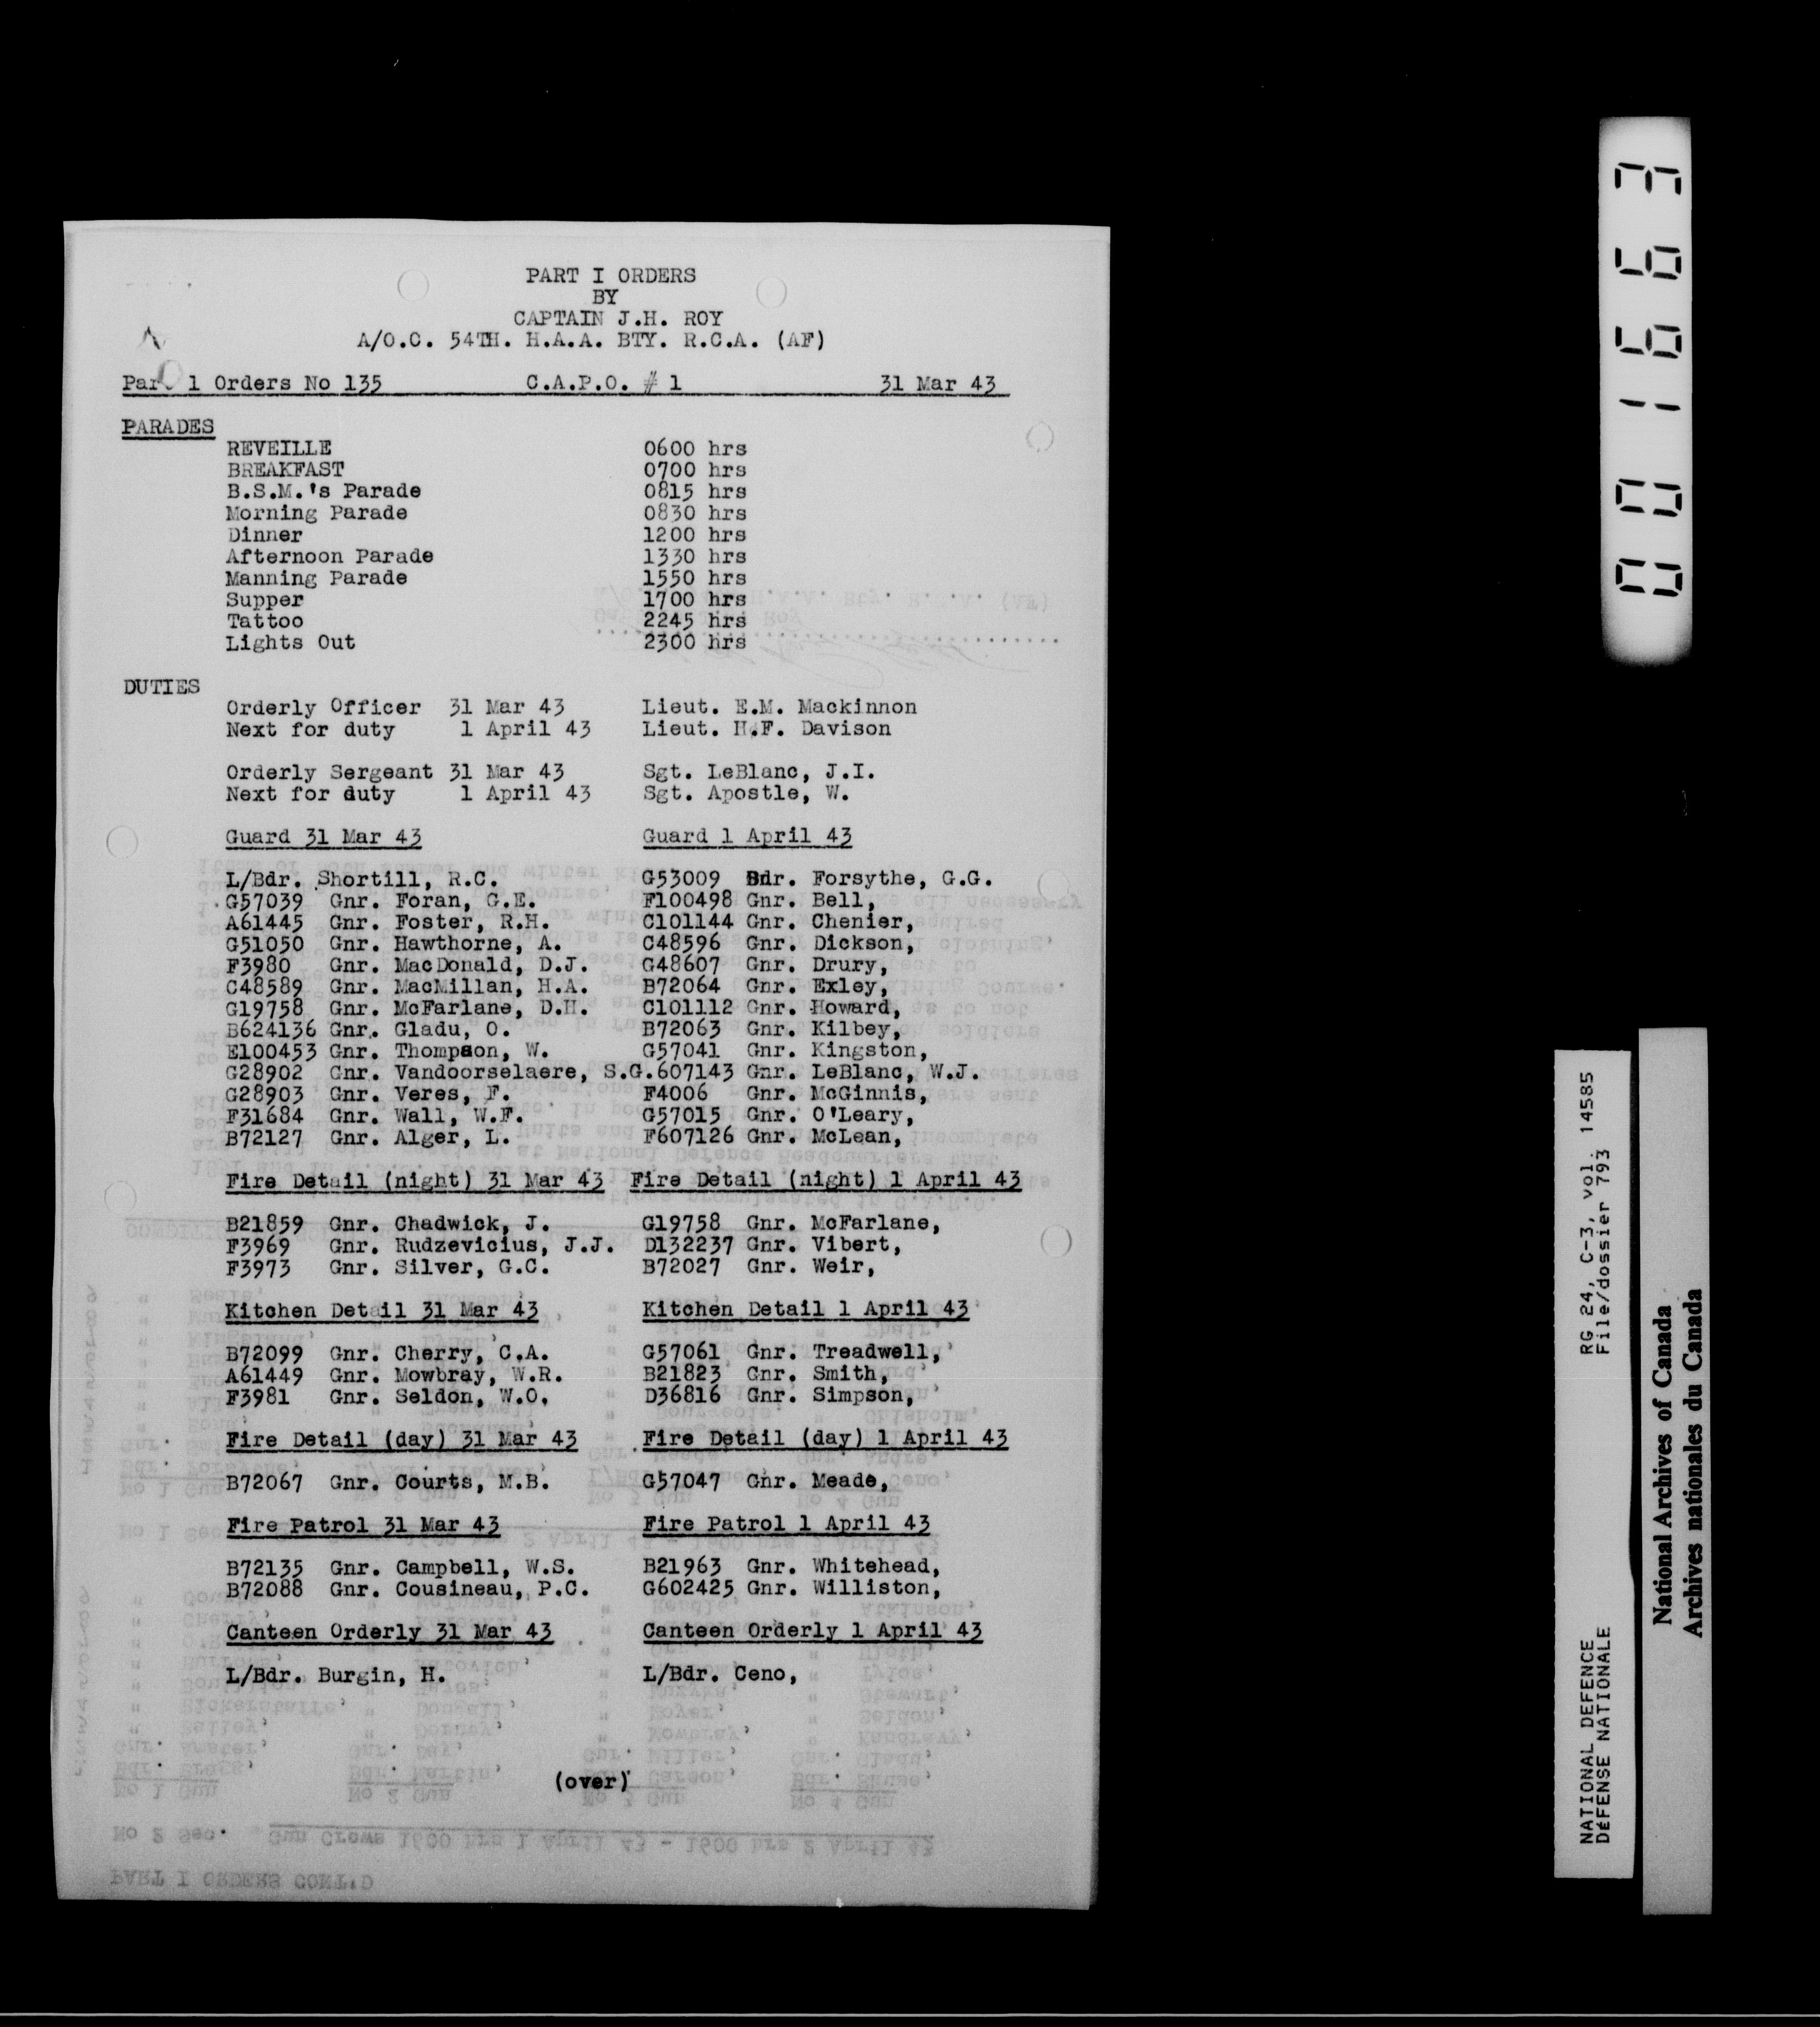 PART I ORDERS
BY
CAPTAIN J.H. ROY
A/O.C. 54TH. H.A.A. BTY. R.C.A. (AF)
Part 1 Orders No 135 C.A.P.O. # 1 31 Mar 43
PARADES
REVEILLE 0600 hrs
BREAKFAST 0700 hrs
B.S.M.'s Parade 0815 hrs
Morning Parade 0830 hrs
Dinner 1200 hrs
Afternoon Parade 1330 hrs
Manning Parade 1550 hrs
Supper 1700 hrs
Tattoo 2245 hrs
Lights Out 2300 hrs
DUTIES
Orderly Officer 31 Mar 43 Lieut. E.M. Mackinnon
Next for duty 1 April 43 Lieut. H.F. Davison
Orderly Sergeant 31 Mar 43 Sgt. LeBlanc, J.I.
Next for duty 1 April 43 Sgt. Apostle, W.
Guard 31 Mar 43 Guard 1 April 43
L/Bdr. Shortill, R.C. G53009 Bdr. Forsythe, G.G.
G57039 Gnr. Foran, G.E. F100498 Gnr. Bell,
A61445 Gnr. Foster, R.H. C101144 Gnr. Chenier,
G51050 Gnr. Hawthorne, A. C48596 Gnr. Dickson,
F3980 Gnr. MacDonald, D.J. G48607 Gnr. Drury,
C48589 Gnr. MacMillan, H.A. B72064 Gnr. Exley,
G19758 Gnr. McFarlane, D.H. C101112 Gnr. Howard,
B624136 Gnr. Gladu, O. B72063 Gnr. Kilbey,
E100453 Gnr. Thompson, W. G57041 Gnr. Kingston,
G28902 Gnr. Vandoorselaere, S.G.607143 Gnr. LeBlanc, W.J.
G28903 Gnr. Veres, F. F4006 Gnr. McGinnis,
F31684 Gnr. Wall, W.F. G57015 Gnr. O'Leary,
B72127 Gnr. Alger, L. F607126 Gnr. McLean,
Fire Detail (night) 31 Mar 43 Fire Detail (night) 1 April 43
B21859 Gnr. Chadwick, J. G19758 Gnr. McFarlane,
F3969 Gnr. Rudzevicius, J.J. D132237 Gnr. Vibert,
F3973 Gnr. Silver, G.C. B72027 Gnr. Weir,
Kitchen Detail 31 Mar 43 Kitchen Detail 1 April 43
B72099 Gnr. Cherry, C.A. G57061 Gnr. Treadwell,
A61449 Gnr. Mowbray, W.R. B21823 Gnr. Smith,
F3981 Gnr. Seldon, W.O. D36816 Gnr. Simpson,
Fire Detail (day) 31 Mar 43 Fire Detail (day) 1 April 43
B72067 Gnr. Courts, M.B. G57047 Gnr. Meade,
Fire Patrol 31 Mar 43 Fire Patrol 1 April 43
B72135 Gnr. Campbell, W.S. B21963 Gnr. Whitehead,
B72088 Gnr. Cousineau, P.C. G602425 Gnr. Williston,
Canteen Orderly 31 Mar 43 Canteen Orderly 1 April 43
L/Bdr. Burgin, H. L/Bdr. Ceno,
(over)
001663
NATIONAL DEFENCE RG 24, C-3, vol. 14585
DÉFENSE NATIONALE File/dossier 793
National Archives of Canada
Archives nationales du Canada